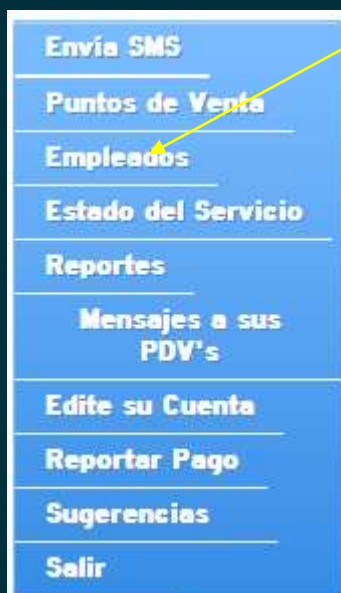 Envía SMS
Puntos de Venta
Empleados
Estado del Servicio
Reportes
Mensajes a sus
PDV's
Edite su Cuenta
Reportar Pago
Sugerencias
Salir